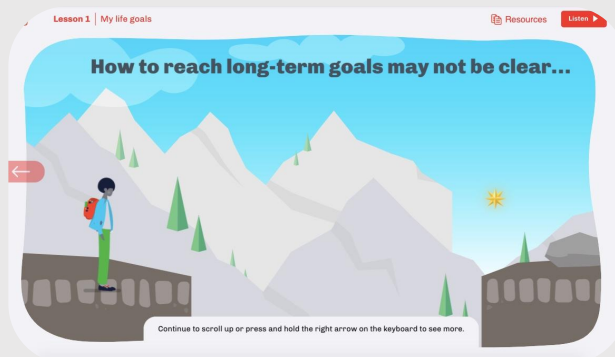 Lesson 1 | My life goals
Resources
Listen
How to reach long-term goals may not be clear...
Continue to scroll up or press and hold the right arrow on the keyboard to see more.